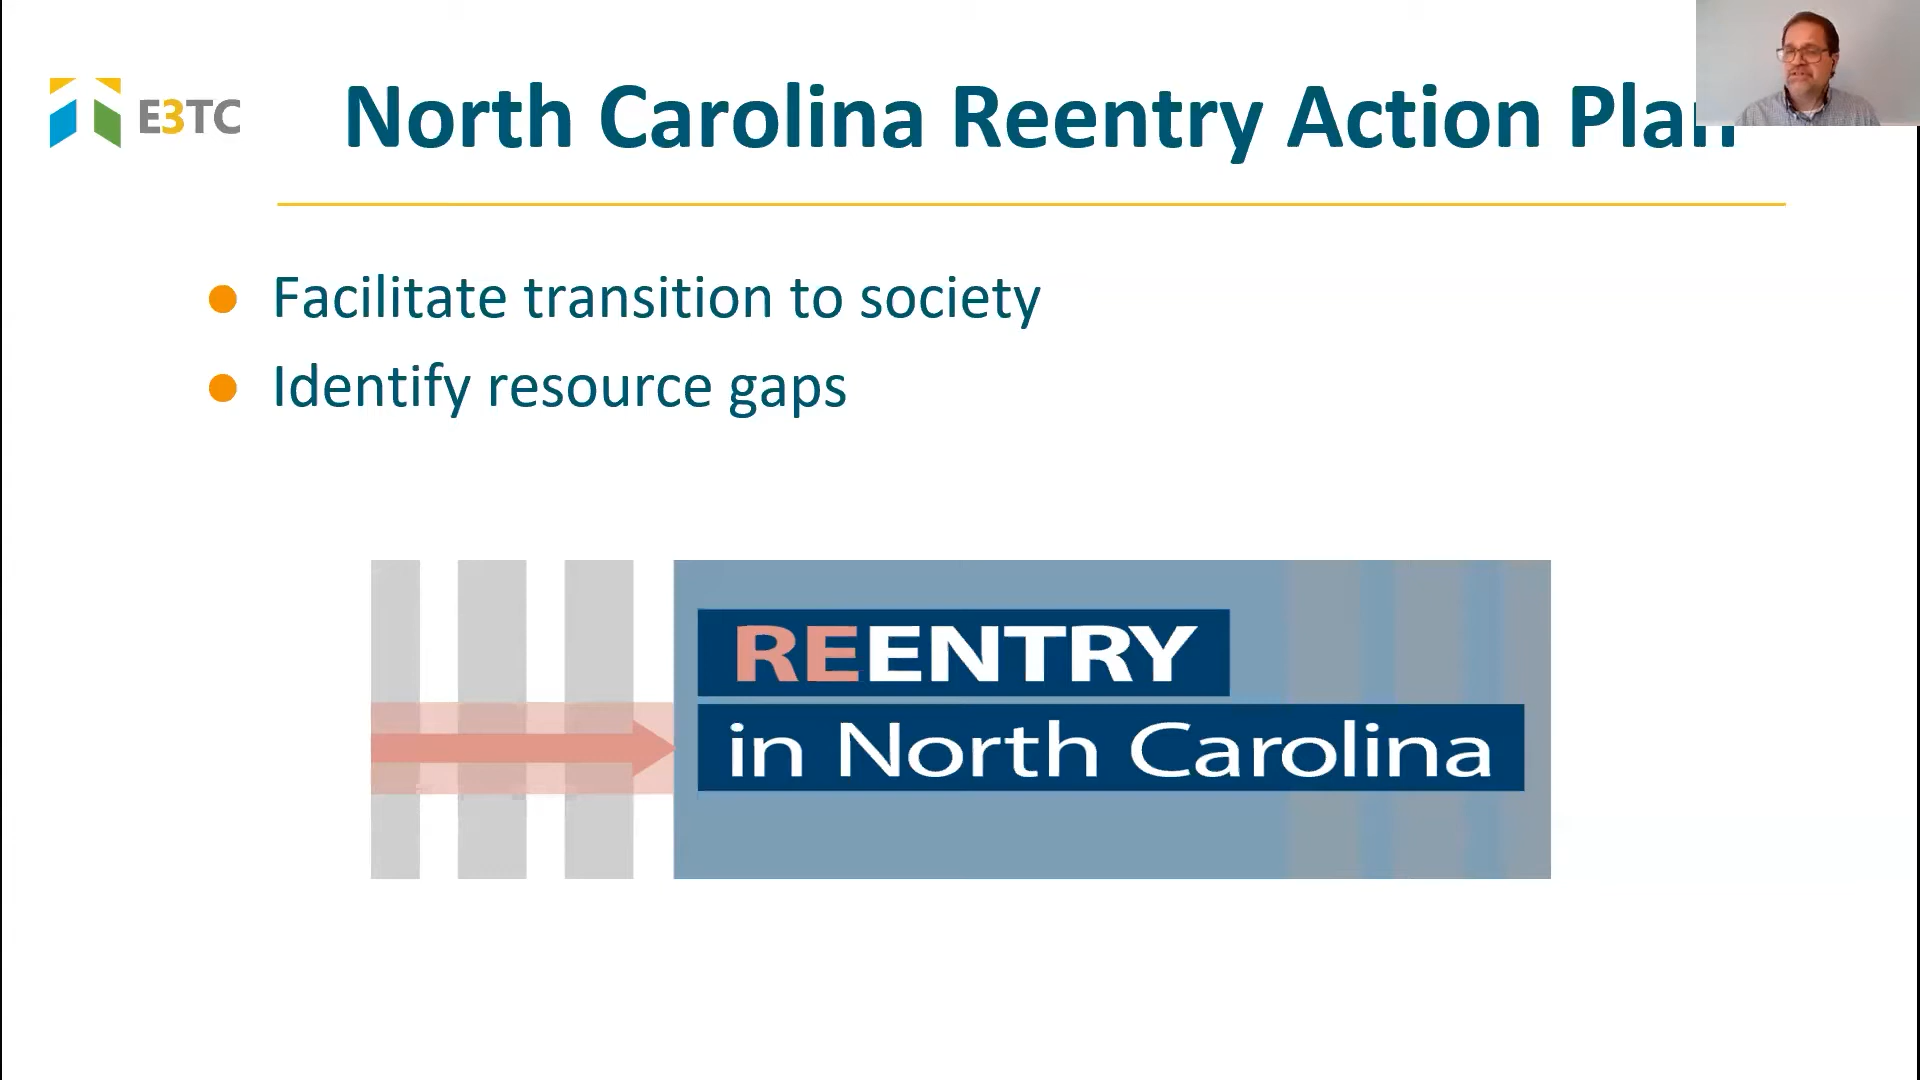 E3TC
North Carolina Reentry Action Plan
Facilitate transition to society
Identify resource gaps
REENTRY
in North Carolina